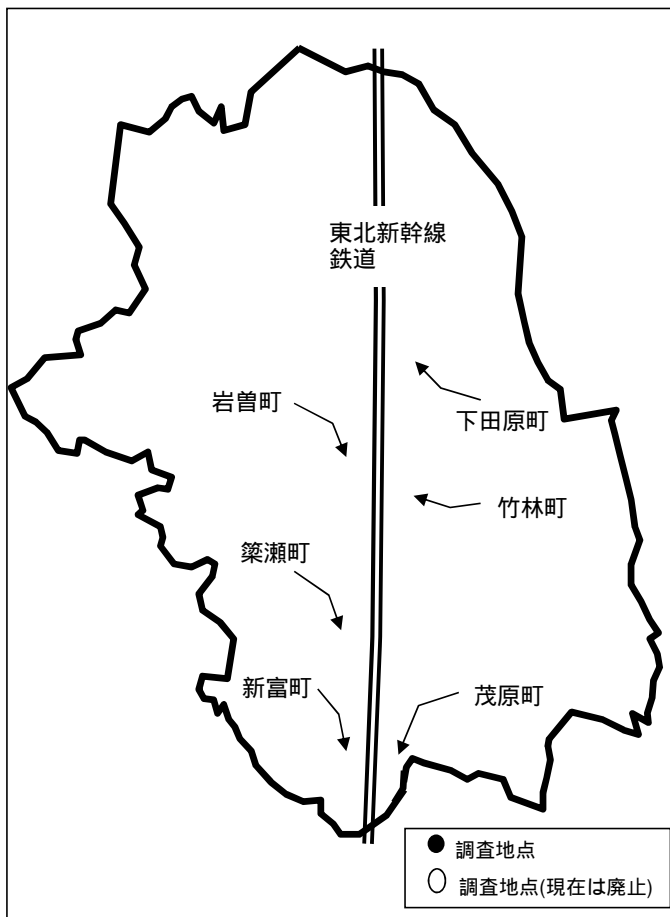 東北新幹線
鉄道
岩曽町
下田原町
竹林町
簗瀬町
新富町
茂原町
調査地点
調査地点(現在は廃止)